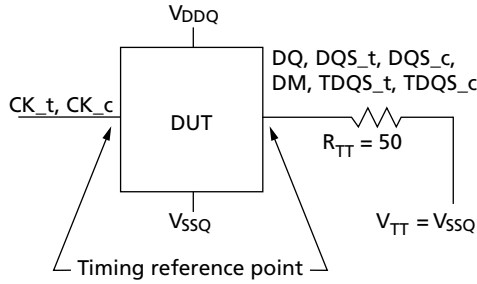 VDDQ
DQ, DQS_t, DQS_c,
DM, TDQS_t, TDQS_c
CK_t, CK_c
DUT
RTT = 50
VSSQ
VTT = VSSQ
Timing reference point